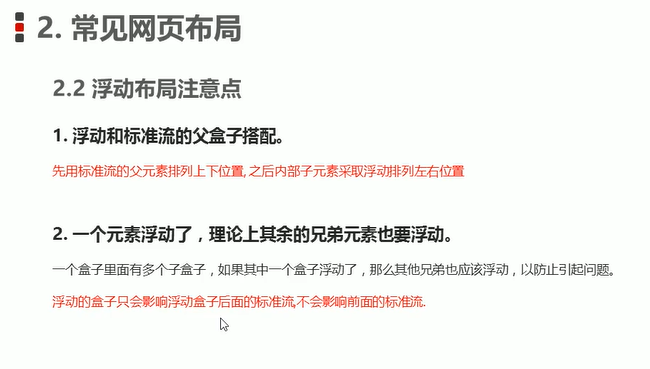 2. 常见网页布局
2.2 浮动布局注意点
1. 浮动和标准流的父盒子搭配。
先用标准流的父元素排列上下位置, 之后内部子元素采取浮动排列左右位置
2. 一个元素浮动了，理论上其余的兄弟元素也要浮动。
一个盒子里面有多个子盒子，如果其中一个盒子浮动了，那么其他兄弟也应该浮动，以防止引起问题。
浮动的盒子只会影响浮动盒子后面的标准流,不会影响前面的标准流.